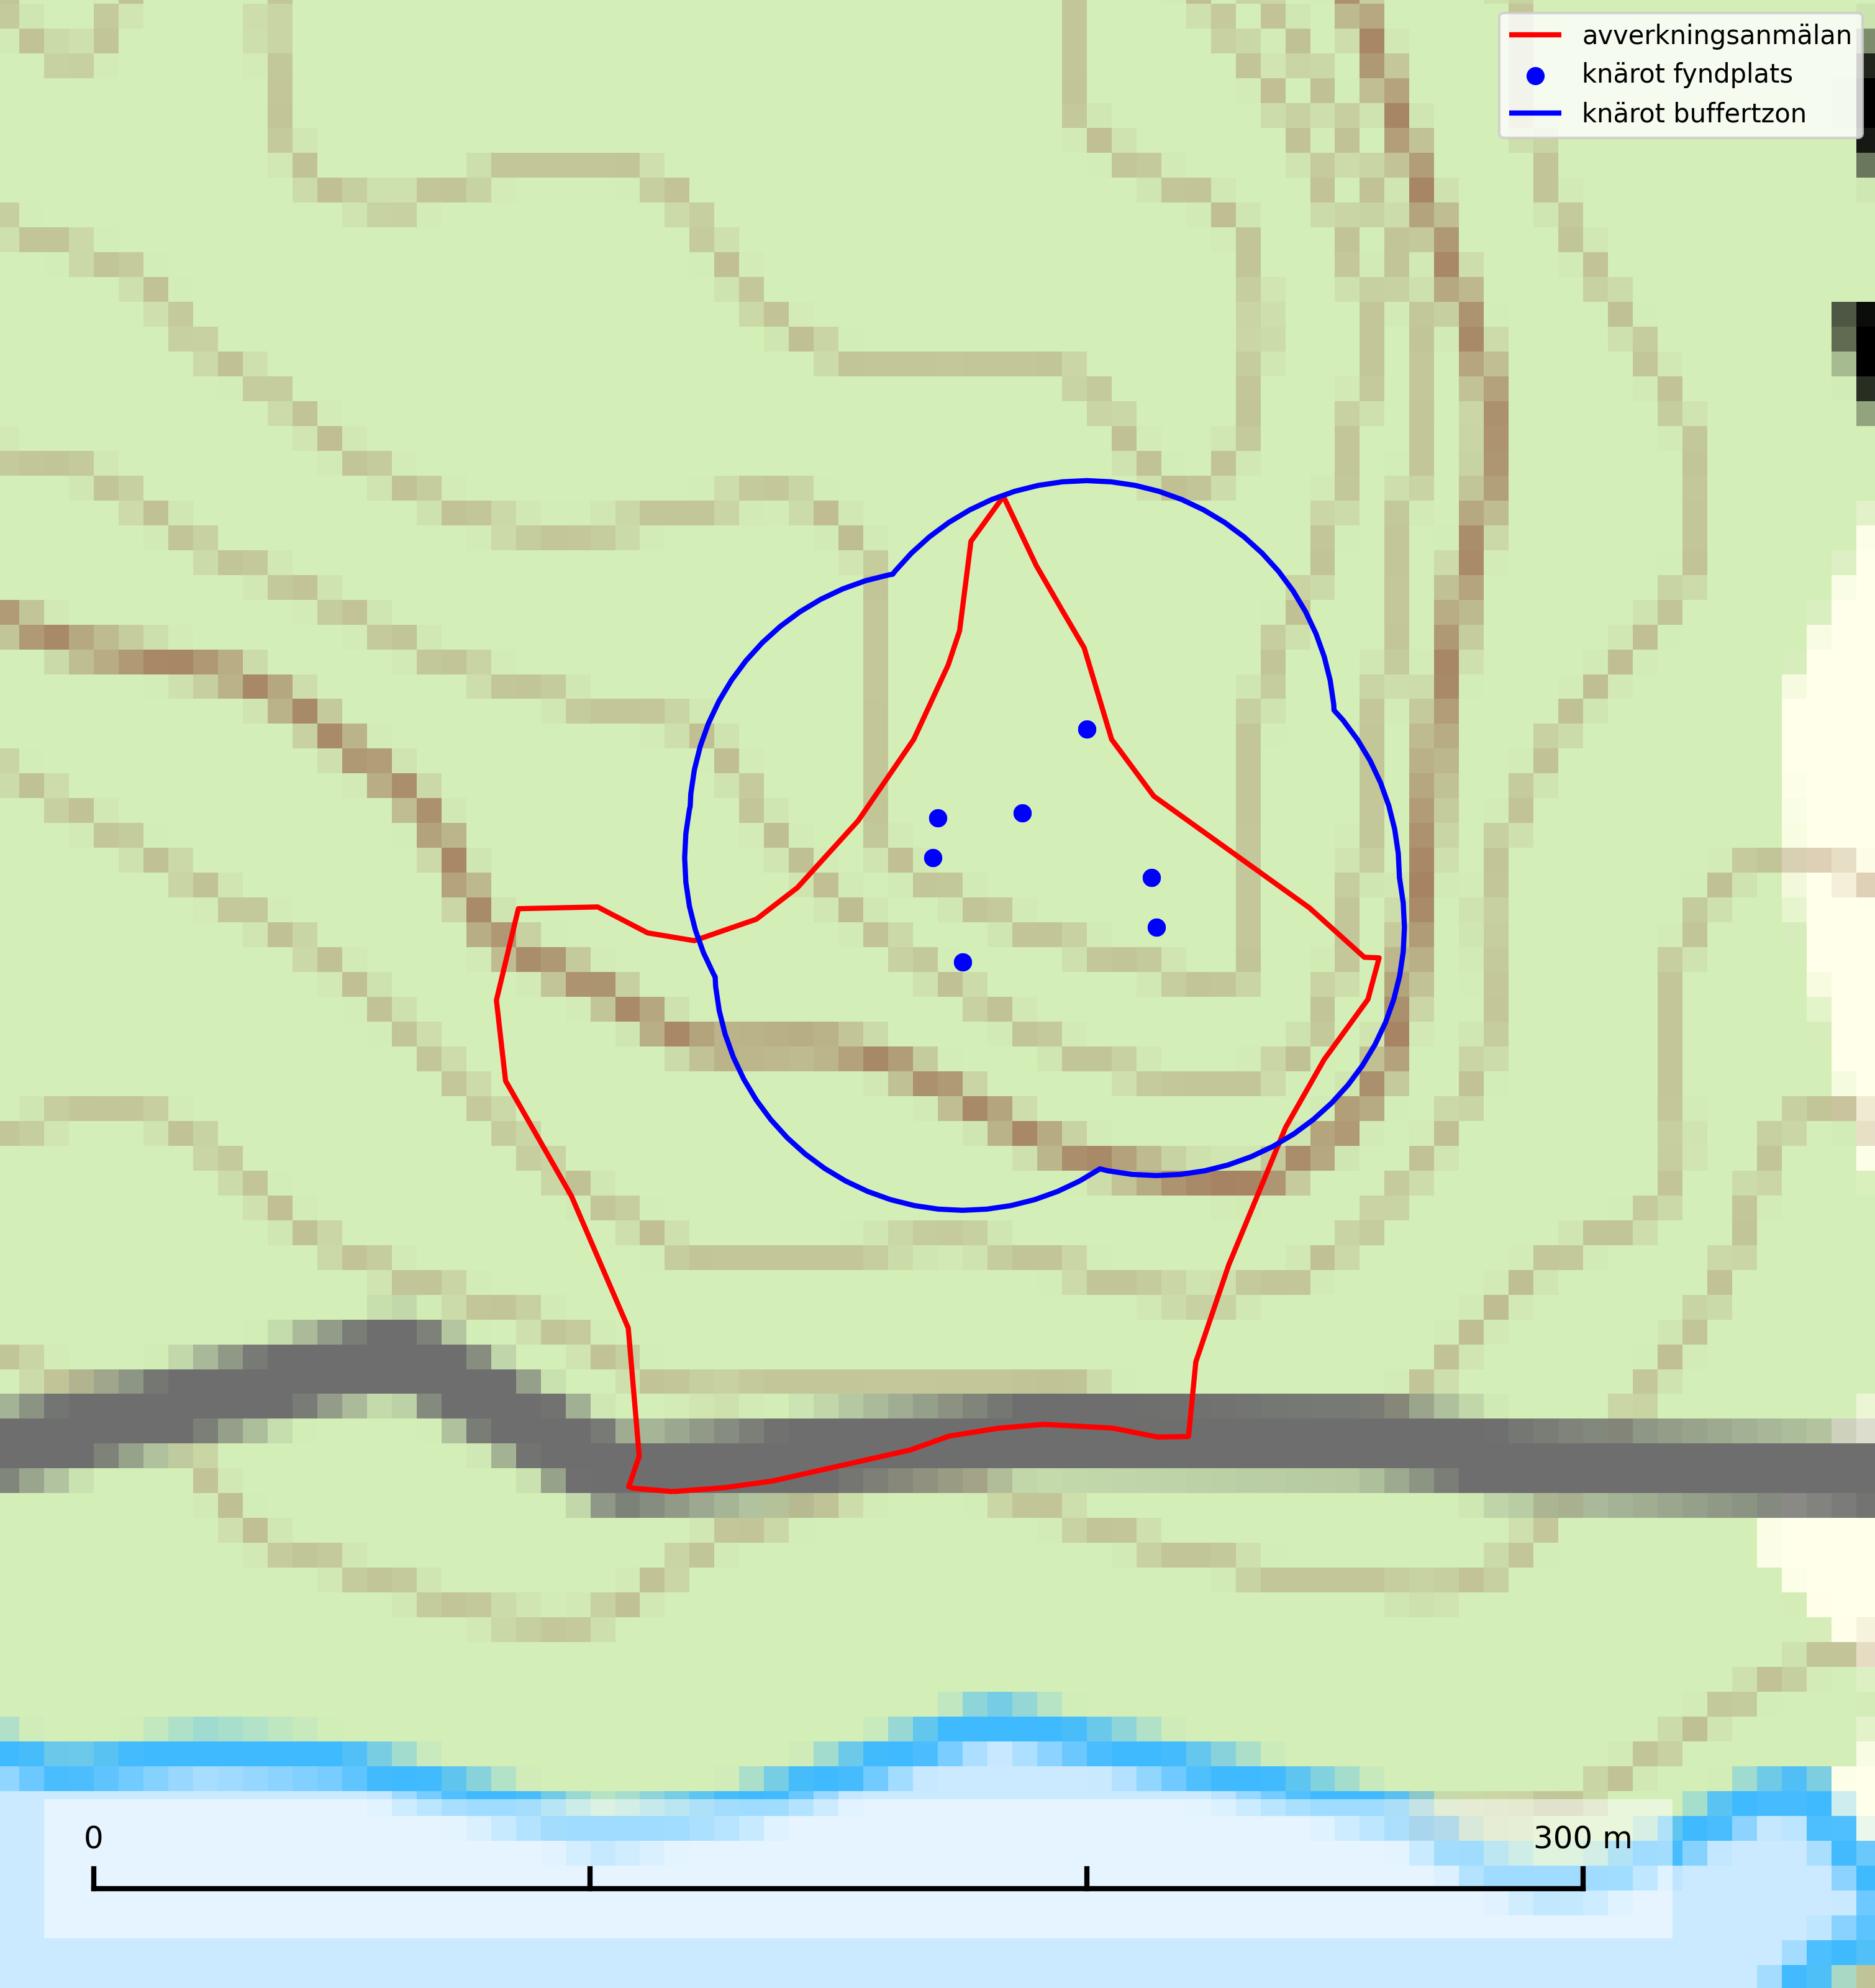 avverkningsanmälan
knärot fyndplats
knärot buffertzon
0
300 m